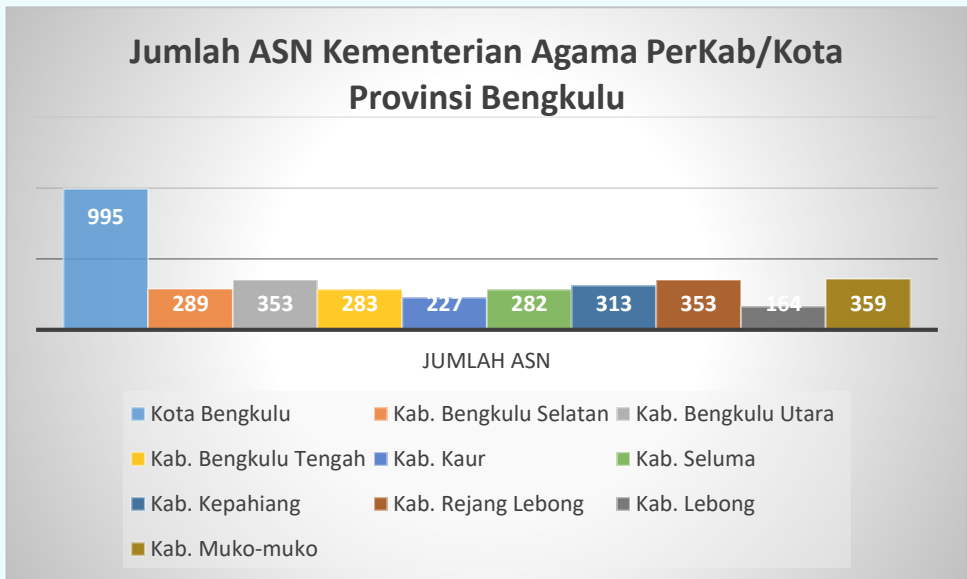 Jumlah ASN Kementerian Agama PerKab/Kota
Provinsi Bengkulu
995
289 353 283 227 282 313 353 164 359
JUMLAH ASN
Kota Bengkulu Kab. Bengkulu Selatan Kab. Bengkulu Utara
Kab. Bengkulu Tengah Kab. Kaur Kab. Seluma
Kab. Kepahiang Kab. Rejang Lebong Kab. Lebong
Kab. Muko-muko